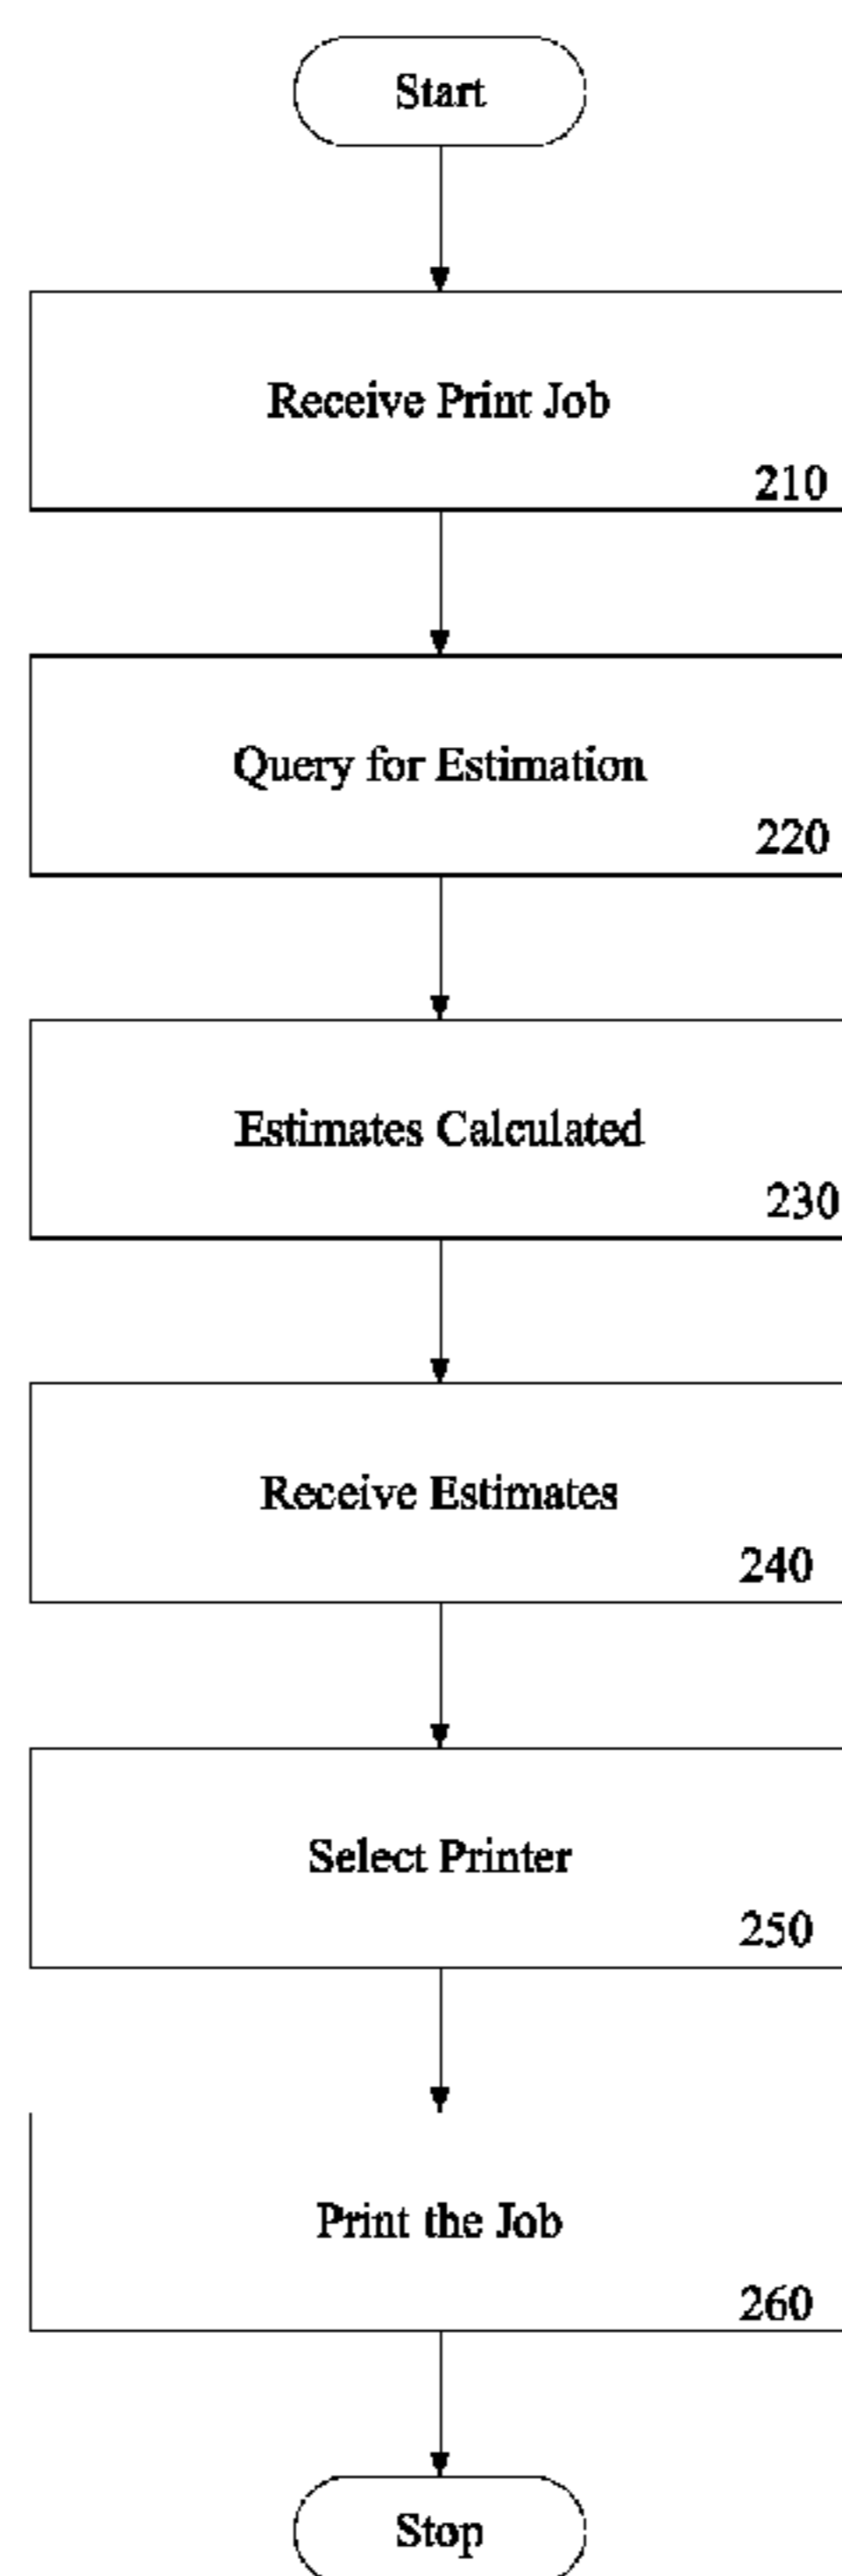 Start
Receive Print Job
210
Query for Estimation
220
Estimates Calculated
230
Receive Estimates
240
Select Printer
250
Print the Job
260
Stop